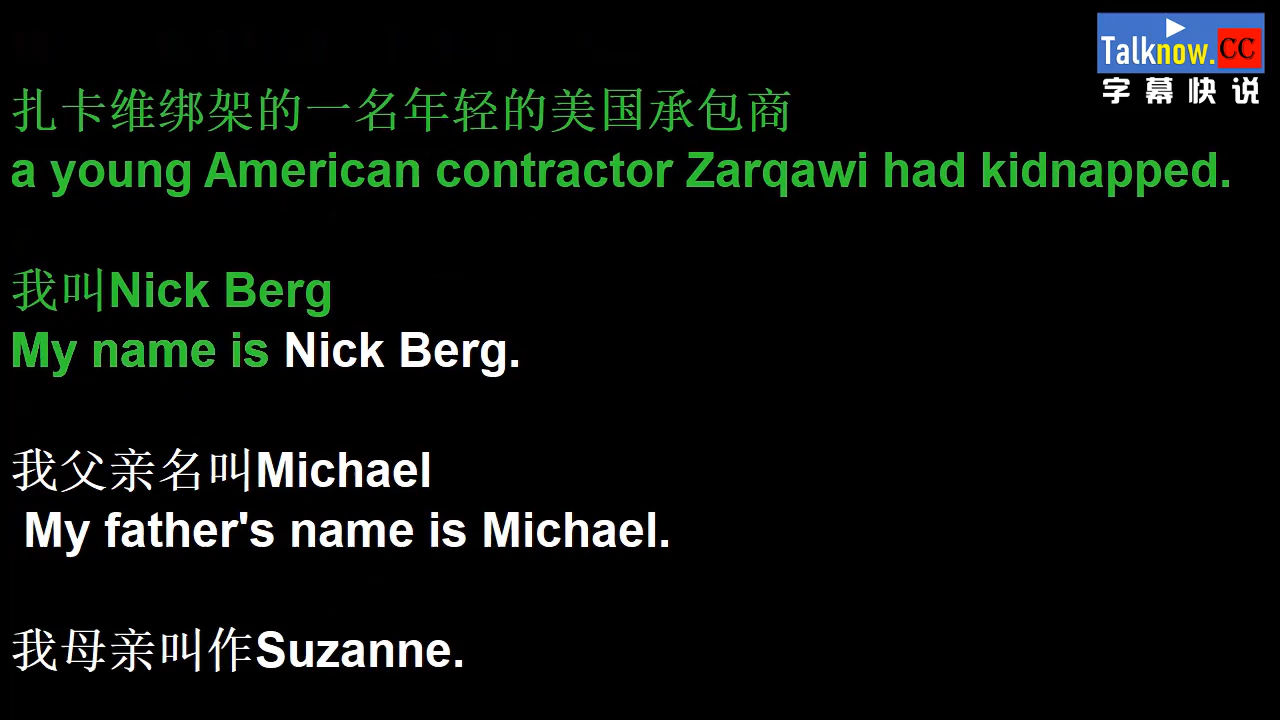 Talknow.CC
字幕快说
扎卡维绑架的一名年轻的美国承包商
a young American contractor Zarqawi had kidnapped.
我叫Nick Berg
My name is Nick Berg.
我父亲名叫Michael
My father's name is Michael.
我母亲叫作Suzanne.